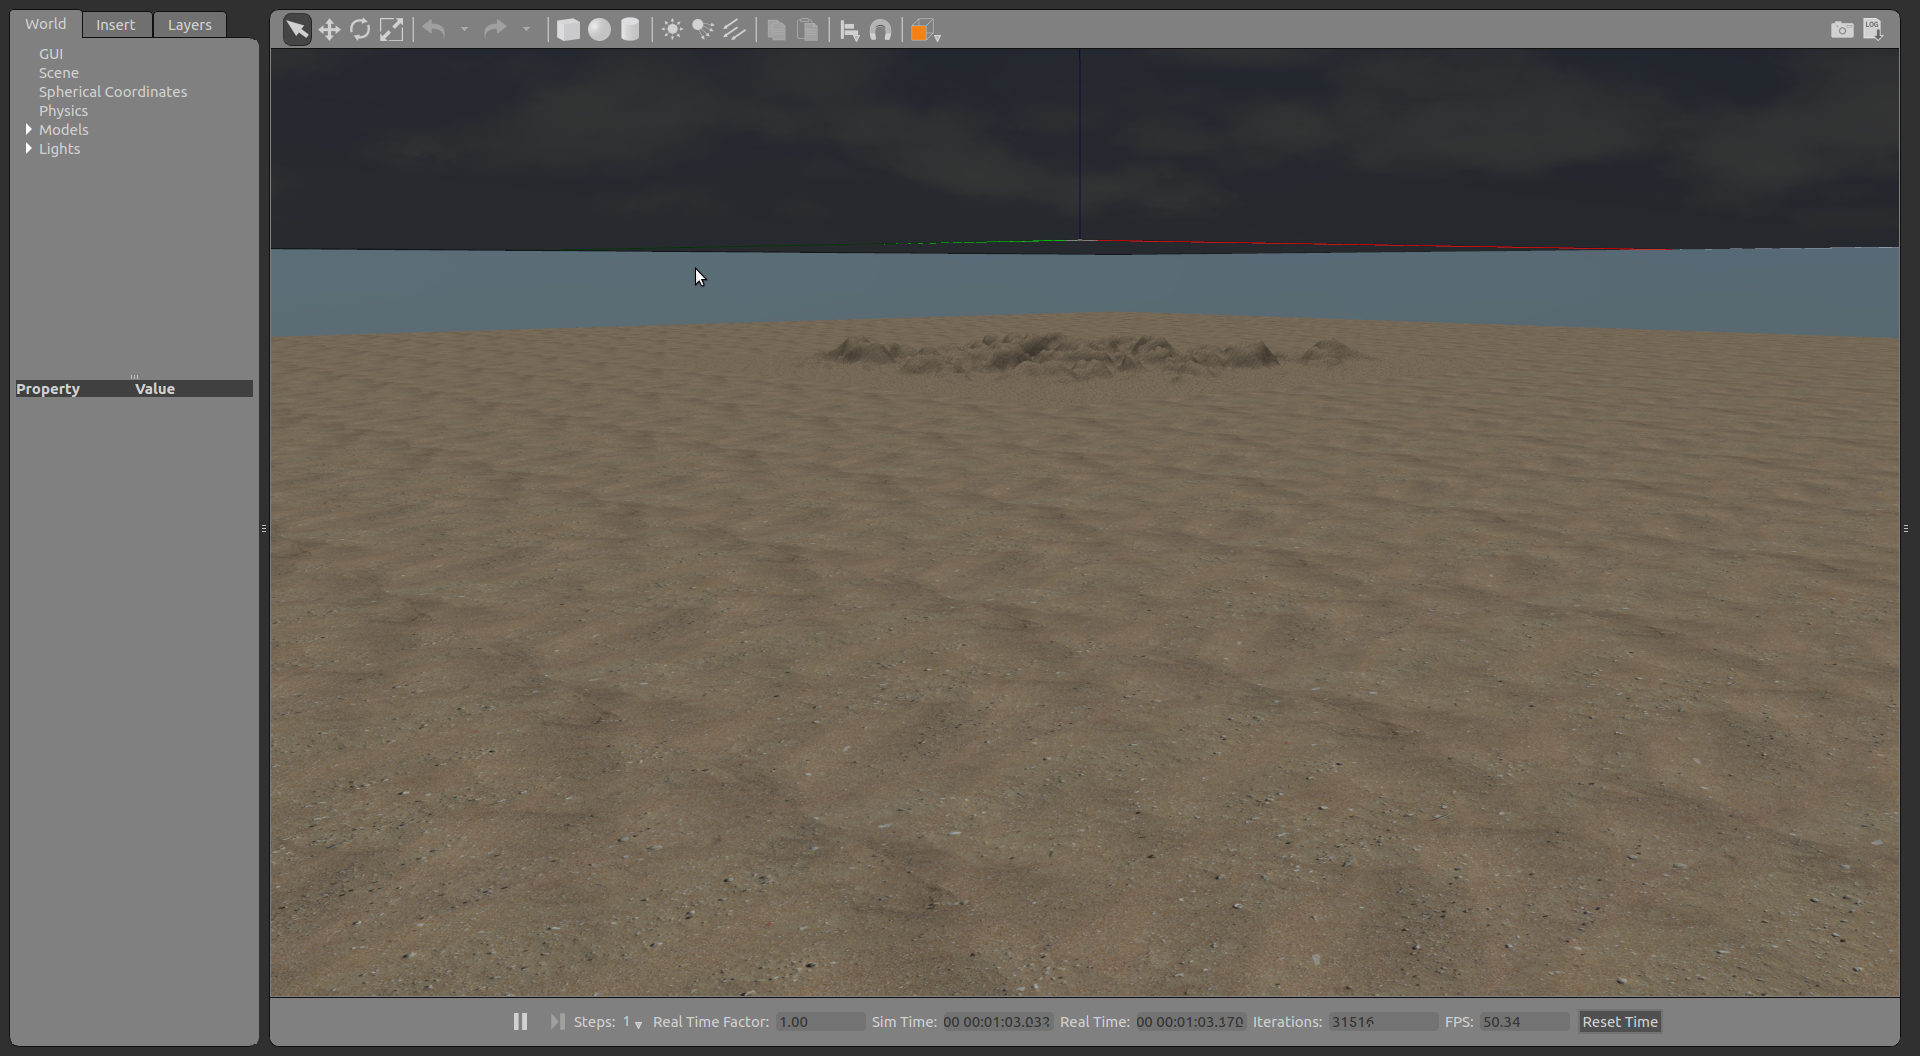 World Insert Layers
GUI
Scene
Spherical Coordinates
Physics
Models
Lights
Property Value
LOG
Steps: 1 Real Time Factor: 1.00 Sim Time: 00 00:01:03.032 Real Time: 00 00:01:03.170 Iterations: 31516 FPS: 50.34 Reset Time